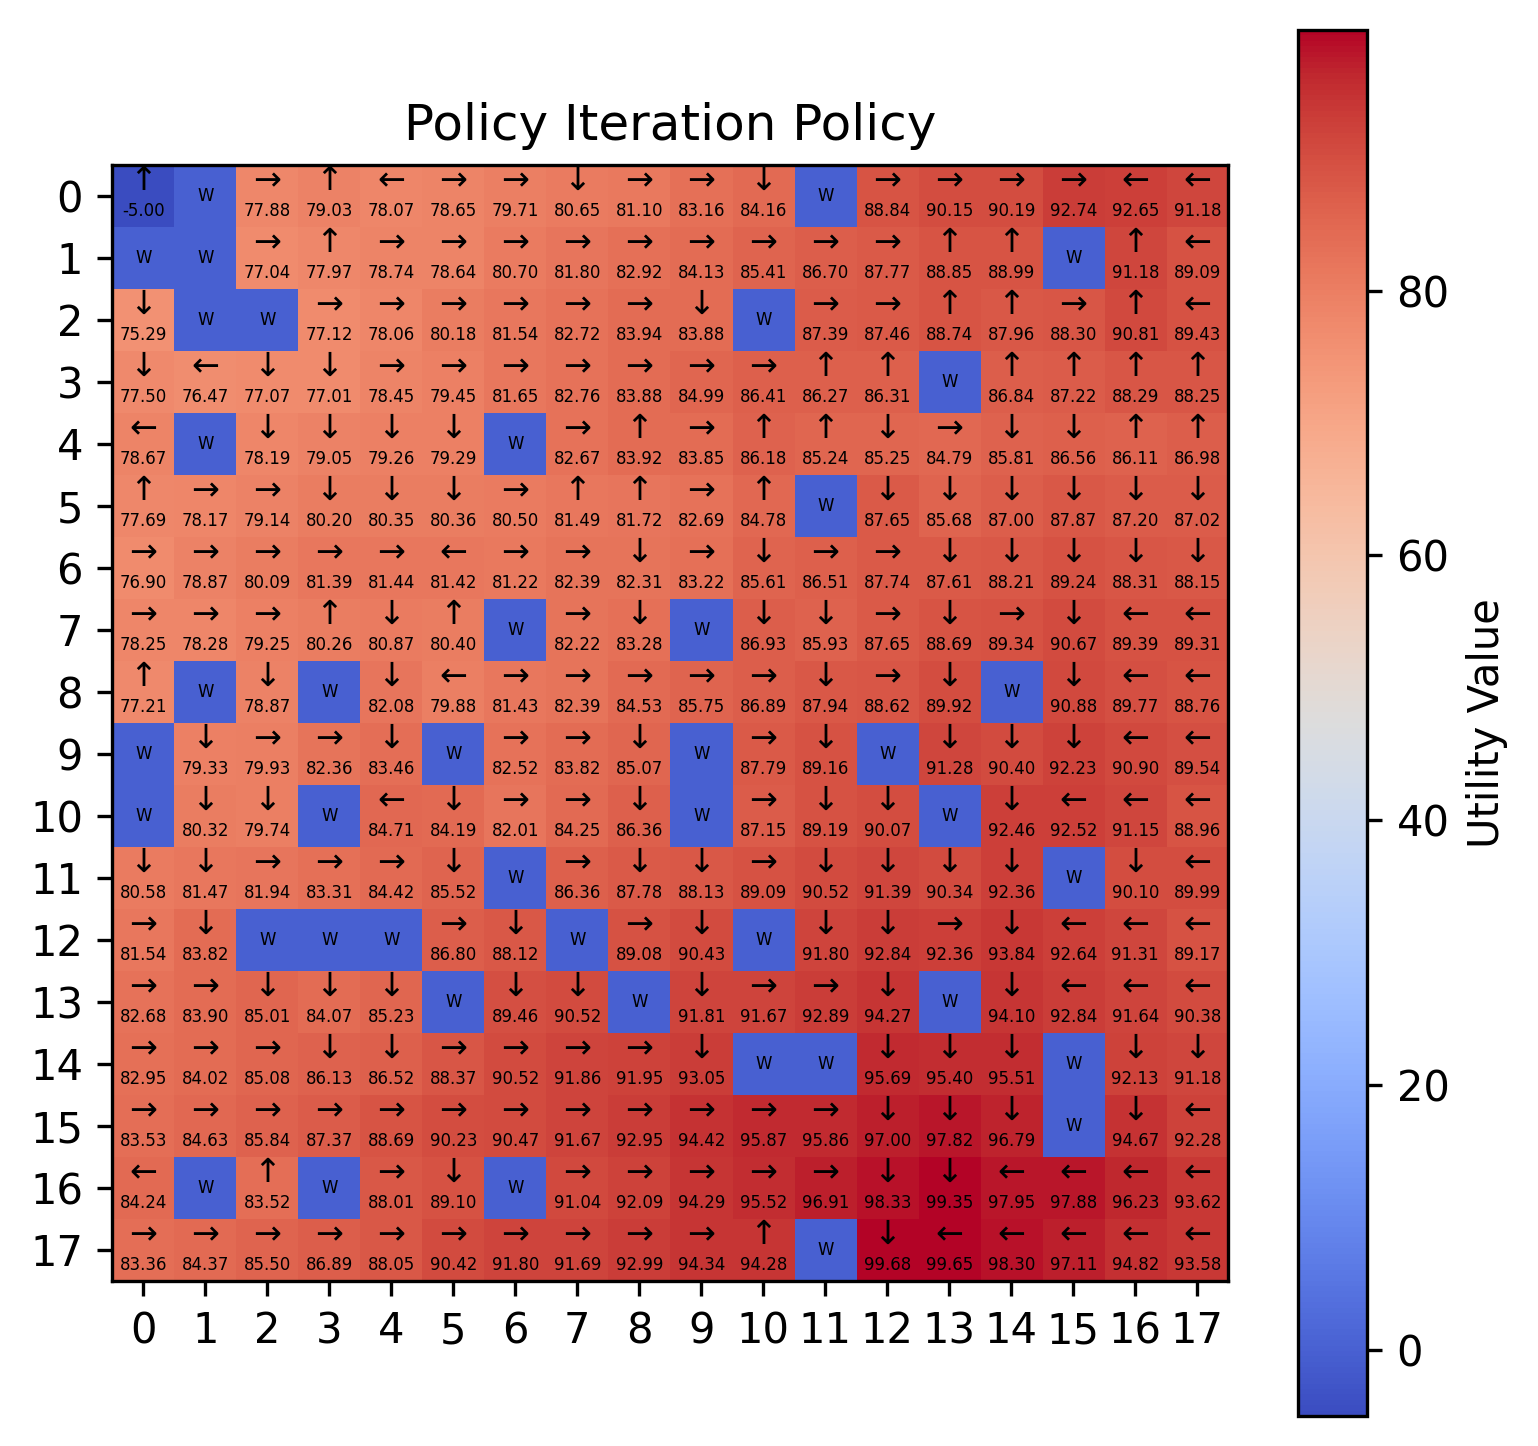 Policy Iteration Policy
0 ↑ W → ↑ ← → → ↓ → → ↓ W → → → → ← ←
-5.00 77.88 79.03 78.07 78.65 79.71 80.65 81.10 83.16 84.16 88.84 90.15 90.19 92.74 92.65 91.18
1 W W → ↑ → → → → → → → → → ↑ ↑ W ↑ ←
77.04 77.97 78.74 78.64 80.70 81.80 82.92 84.13 85.41 86.70 87.77 88.85 88.99 91.18 89.09
2 ↓ W W → → → → → → ↓ W → → ↑ ↑ → ↑ ←
75.29 77.12 78.06 80.18 81.54 82.72 83.94 83.88 87.39 87.46 88.74 87.96 88.30 90.81 89.43
3 ↓ ← ↓ ↓ → → → → → → → ↑ ↑ W ↑ ↑ ↑ ↑
77.50 76.47 77.07 77.01 78.45 79.45 81.65 82.76 83.88 84.99 86.41 86.27 86.31 86.84 87.22 88.29 88.25
4 ← W ↓ ↓ ↓ ↓ W → ↑ → ↑ ↑ ↓ → ↓ ↓ ↑ ↑
78.67 78.19 79.05 79.26 79.29 82.67 83.92 83.85 86.18 85.24 85.25 84.79 85.81 86.56 86.11 86.98
5 ↑ → → ↓ ↓ ↓ → ↑ ↑ → ↑ W ↓ ↓ ↓ ↓ ↓ ↓
77.69 78.17 79.14 80.20 80.35 80.36 80.50 81.49 81.72 82.69 84.78 87.65 85.68 87.00 87.87 87.20 87.02
6 → → → → → ← → → ↓ → ↓ → → ↓ ↓ ↓ ↓ ↓
76.90 78.87 80.09 81.39 81.44 81.42 81.22 82.39 82.31 83.22 85.61 86.51 87.74 87.61 88.21 89.24 88.31 88.15
7 → → → ↑ ↓ ↑ W → ↓ W ↓ ↓ → ↓ → ↓ ← ←
78.25 78.28 79.25 80.26 80.87 80.40 82.22 83.28 86.93 85.93 87.65 88.69 89.34 90.67 89.39 89.31
8 ↑ W ↓ W ↓ ← → → → → → ↓ → ↓ W ↓ ← ←
77.21 78.87 82.08 79.88 81.43 82.39 84.53 85.75 86.89 87.94 88.62 89.92 90.88 89.77 88.76
9 W ↓ → → ↓ W → → ↓ W → ↓ W ↓ ↓ ↓ ← ←
79.33 79.93 82.36 83.46 82.52 83.82 85.07 87.79 89.16 91.28 90.40 92.23 90.90 89.54
10 W ↓ ↓ W ← ↓ → → ↓ W → ↓ ↓ W ↓ ← ← ←
80.32 79.74 84.71 84.19 82.01 84.25 86.36 87.15 89.19 90.07 92.46 92.52 91.15 88.96
11 ↓ ↓ → → → ↓ W → ↓ ↓ → ↓ ↓ ↓ ↓ W ↓ ←
80.58 81.47 81.94 83.31 84.42 85.52 86.36 87.78 88.13 89.09 90.52 91.39 90.34 92.36 90.10 89.99
12 → ↓ W W W → ↓ W → ↓ W ↓ ↓ → ↓ ← ← ←
81.54 83.82 86.80 88.12 89.08 90.43 91.80 92.84 92.36 93.84 92.64 91.31 89.17
13 → → ↓ ↓ ↓ W ↓ ↓ W ↓ → → ↓ W ↓ ← ← ←
82.68 83.90 85.01 84.07 85.23 89.46 90.52 91.81 91.67 92.89 94.27 94.10 92.84 91.64 90.38
14 → → → ↓ ↓ → → → → ↓ W W ↓ ↓ ↓ W ↓ ↓
82.95 84.02 85.08 86.13 86.52 88.37 90.52 91.86 91.95 93.05 95.69 95.40 95.51 92.13 91.18
15 → → → → → → → → → → → → ↓ ↓ ↓ W ↓ ←
83.53 84.63 85.84 87.37 88.69 90.23 90.47 91.67 92.95 94.42 95.87 95.86 97.00 97.82 96.79 94.67 92.28
16 ← W ↑ W → ↓ W → → → → → ↓ ↓ ← ← ← ←
84.24 83.52 88.01 89.10 91.04 92.09 94.29 95.52 96.91 98.33 99.35 97.95 97.88 96.23 93.62
17 → → → → → → → → → → ↑ W ↓ ← ← ← ← ←
83.36 84.37 85.50 86.89 88.05 90.42 91.80 91.69 92.99 94.34 94.28 99.68 99.65 98.30 97.11 94.82 93.58
0 1 2 3 4 5 6 7 8 9 10 11 12 13 14 15 16 17
80
60
40
20
0
Utility Value